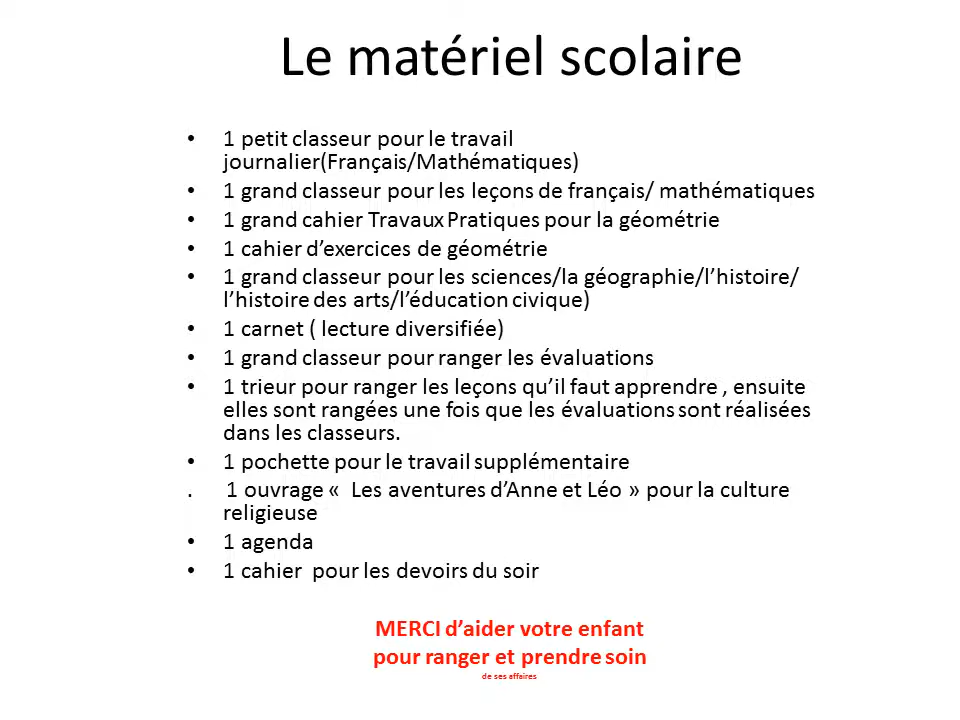 Le matériel scolaire
• 1 petit classeur pour le travail
journalier(Français/Mathématiques)
• 1 grand classeur pour les leçons de français/ mathématiques
• 1 grand cahier Travaux Pratiques pour la géométrie
• 1 cahier d’exercices de géométrie
• 1 grand classeur pour les sciences/la géographie/l’histoire/
l’histoire des arts/l’éducation civique)
• 1 carnet ( lecture diversifiée)
• 1 grand classeur pour ranger les évaluations
• 1 trieur pour ranger les leçons qu’il faut apprendre , ensuite
elles sont rangées une fois que les évaluations sont réalisées
dans les classeurs.
• 1 pochette pour le travail supplémentaire
. 1 ouvrage « Les aventures d’Anne et Léo » pour la culture
religieuse
• 1 agenda
• 1 cahier pour les devoirs du soir
MERCI d’aider votre enfant
pour ranger et prendre soin
de ses affaires